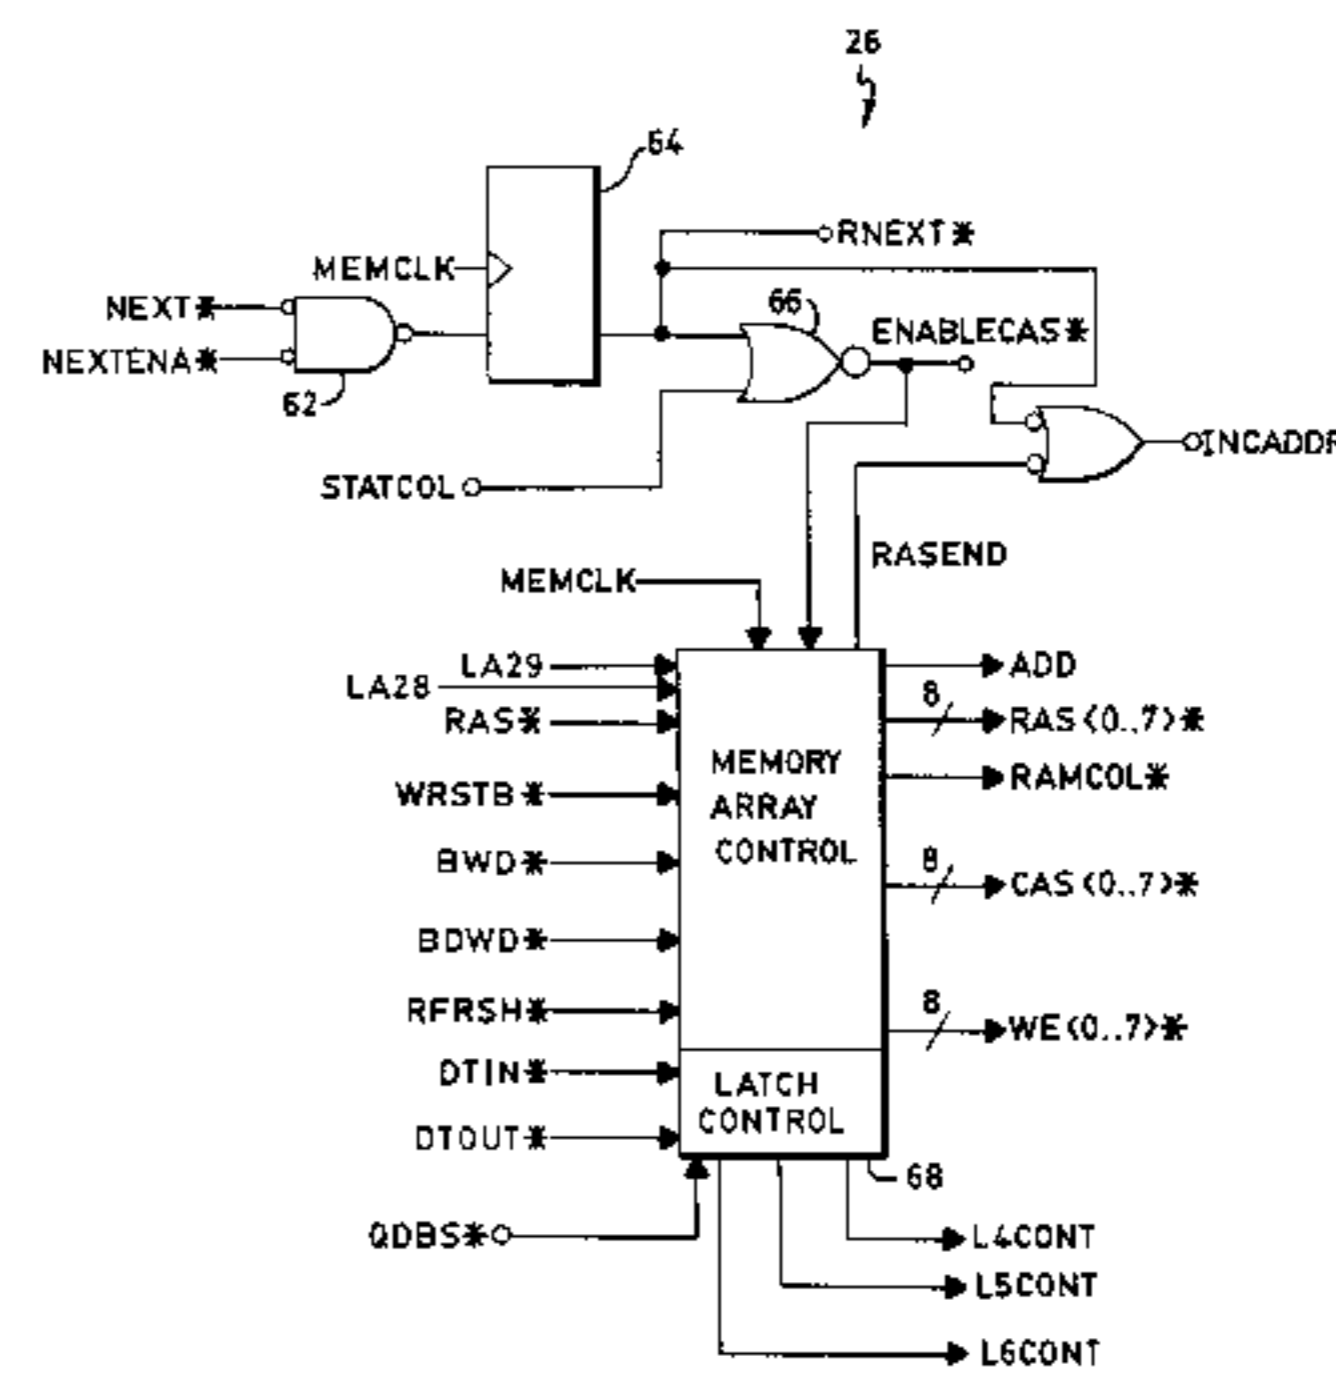 26
64
RNEXT*
MEMCLK
66
NEXT*
ENABLECAS*
NEXTENA*
62
INCADDR
STATCOL
RASEND
MEMCLK
LA29
ADD
LA28
8
RAS*
RAS<0..7>*
MEMORY
ARRAY
CONTROL
RAMCOL*
WRSTB*
BWD*
8
CAS<0..7>*
BDWD*
RFRSH*
8
WE<0..7>*
DTIN*
LATCH
CONTROL
DTOUT*
68
QDBS*
L4CONT
L5CONT
L6CONT